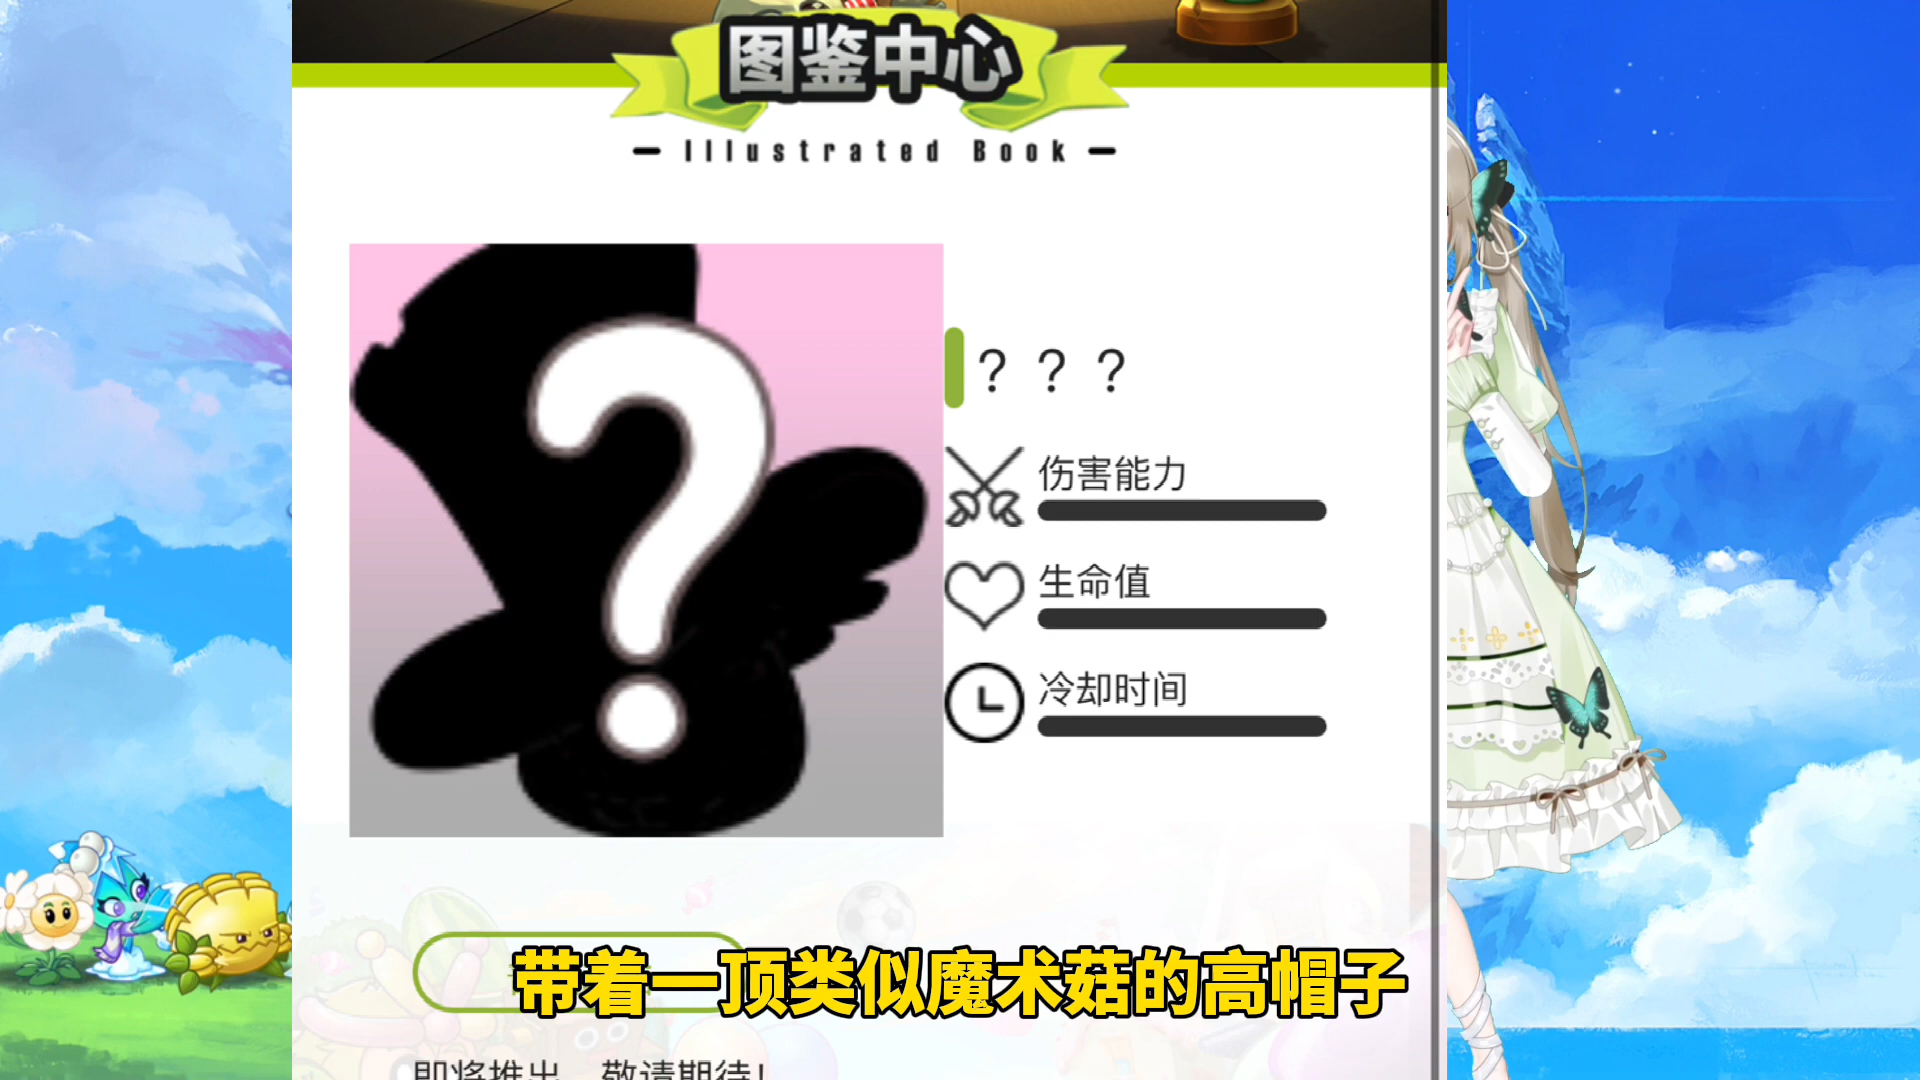 图鉴中心
Illustrated Book
？？？
伤害能力
生命值
冷却时间
带着一顶类似魔术菇的高帽子
即将推出，敬请期待！